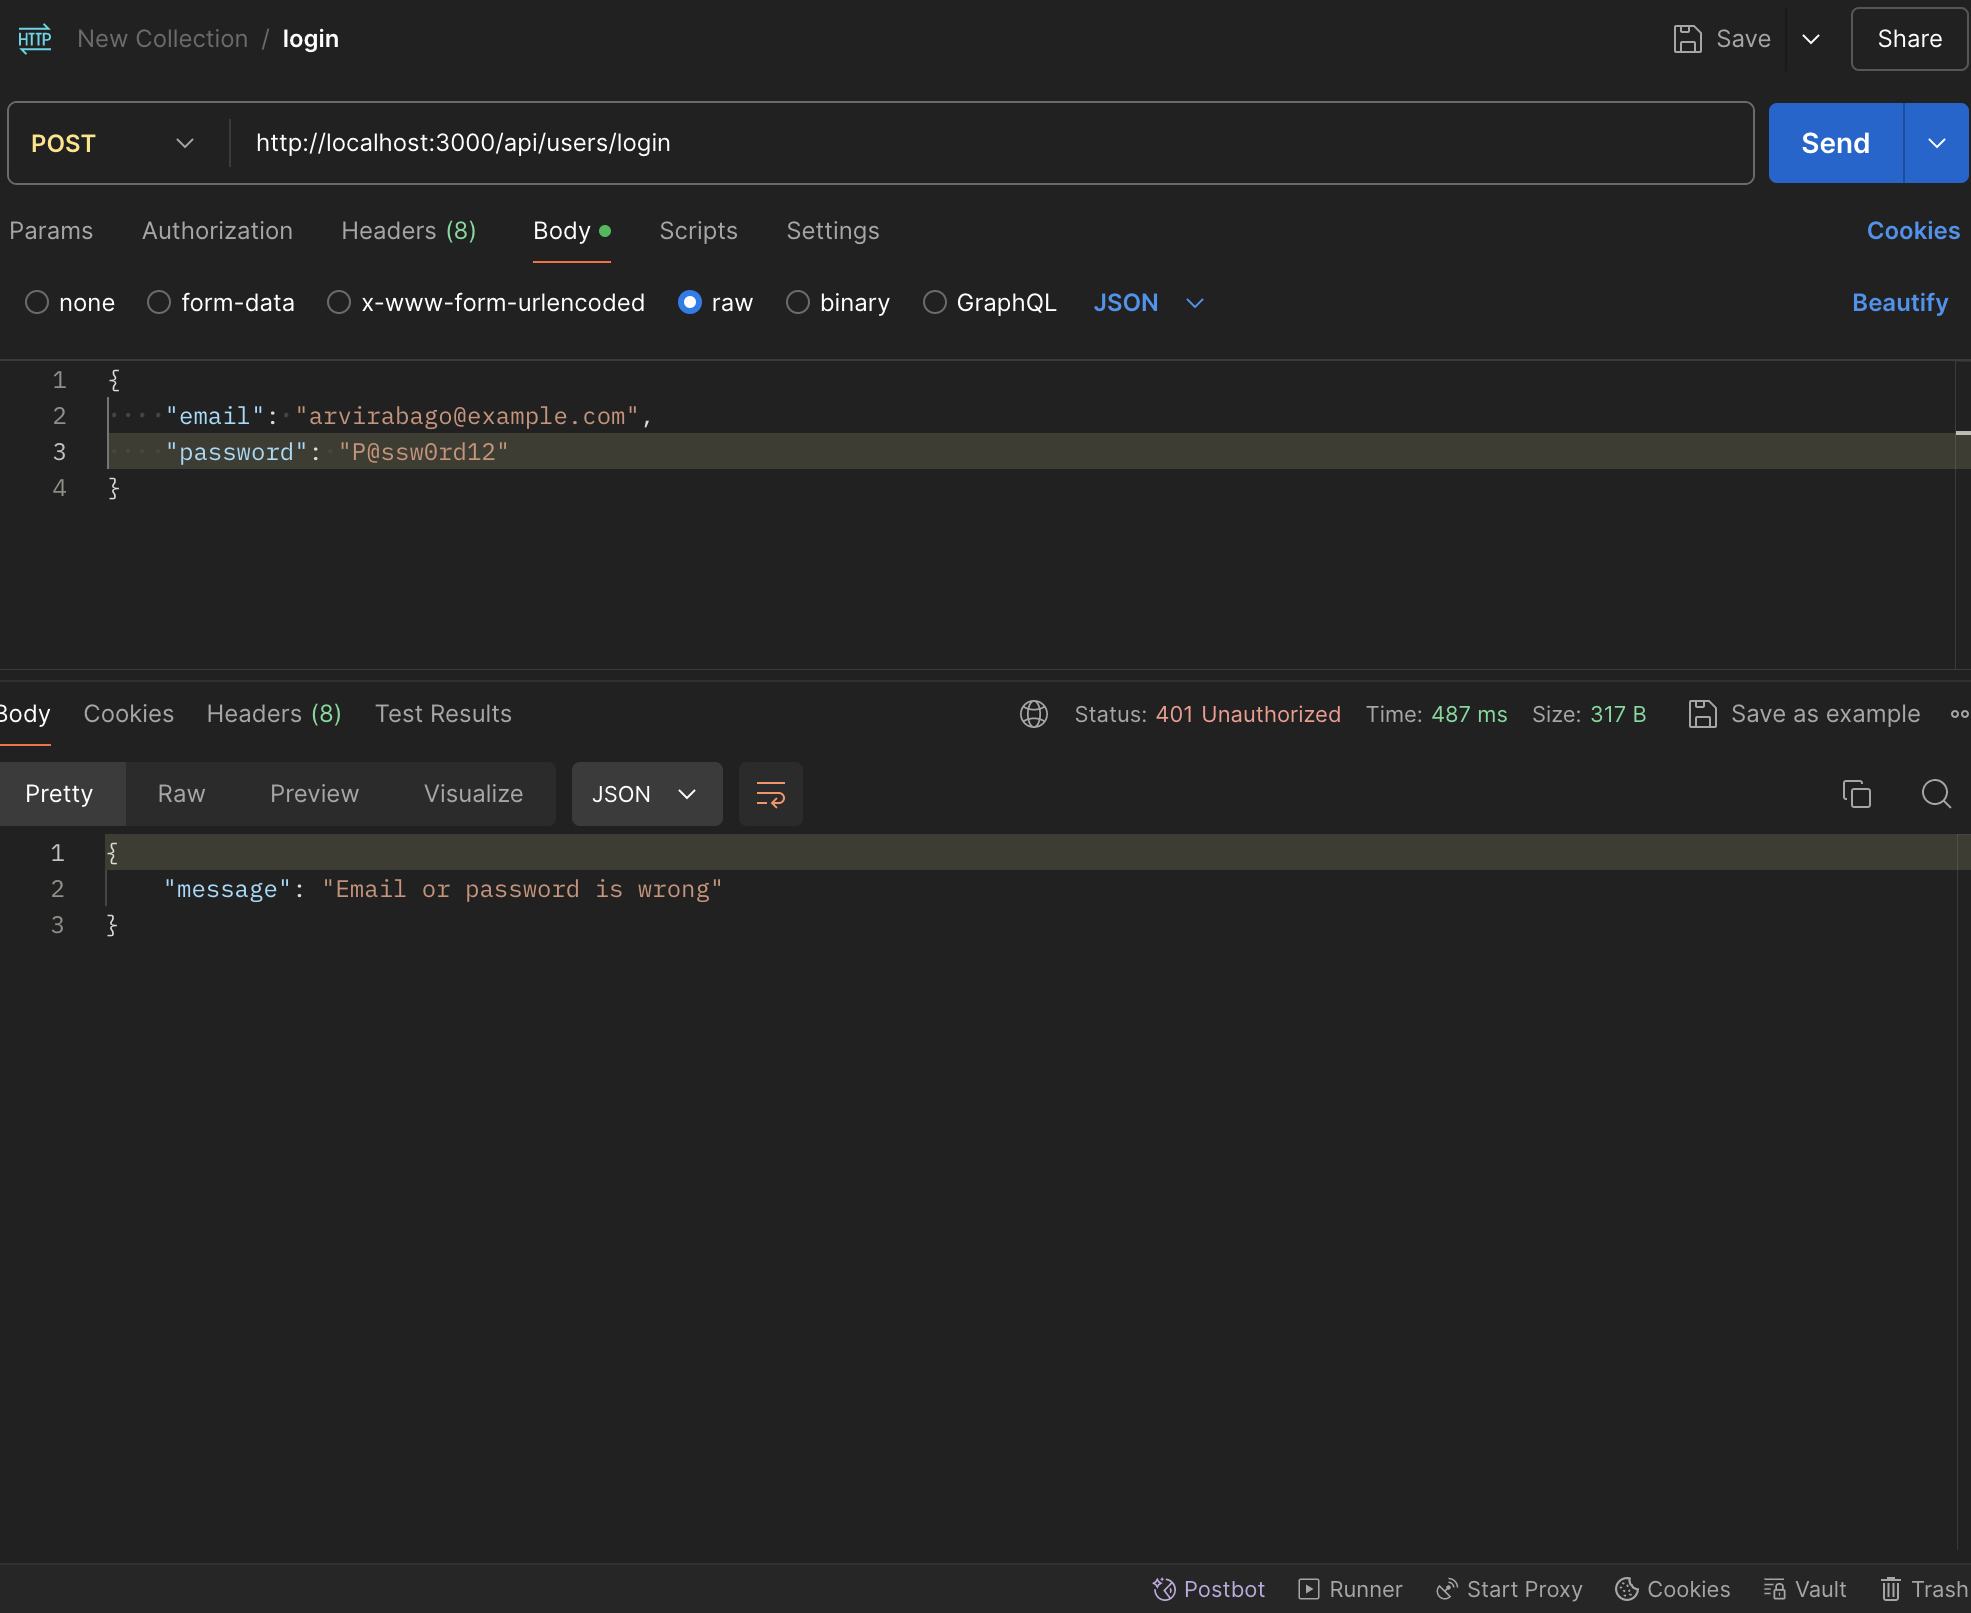 HTTP New Collection / login Save Share
POST http://localhost:3000/api/users/login Send
Params Authorization Headers (8) Body Scripts Settings Cookies
none form-data x-www-form-urlencoded raw binary GraphQL JSON Beautify
1 {
2 ····"email":·"arvirabago@example.com",
3 ····"password":·"P@ssw0rd12"
4 }
Body Cookies Headers (8) Test Results Status: 401 Unauthorized Time: 487 ms Size: 317 B Save as example
Pretty Raw Preview Visualize JSON
1 {
2 "message": "Email or password is wrong"
3 }
Postbot Runner Start Proxy Cookies Vault Trash